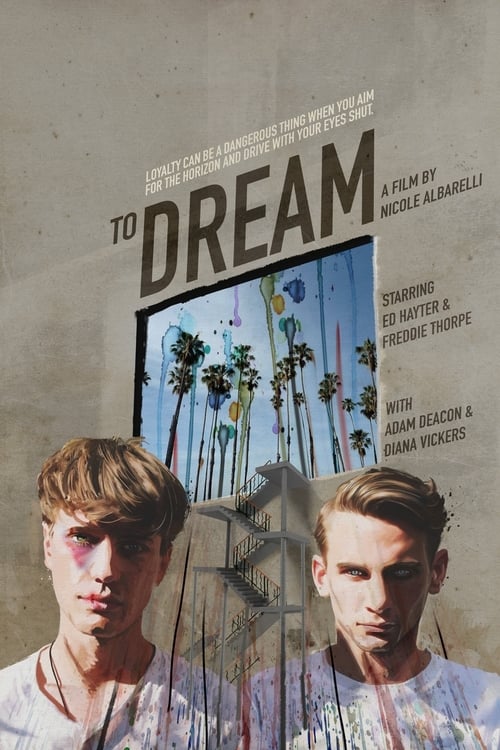 LOYALTY CAN BE A DANGEROUS THING WHEN YOU AIM
FOR THE HORIZON AND DRIVE WITH YOUR EYES SHUT.
TO DREAM
A FILM BY
NICOLE ALBARELLI
STARRING
ED HAYTER &
FREDDIE THORPE
WITH
ADAM DEACON &
DIANA VICKERS